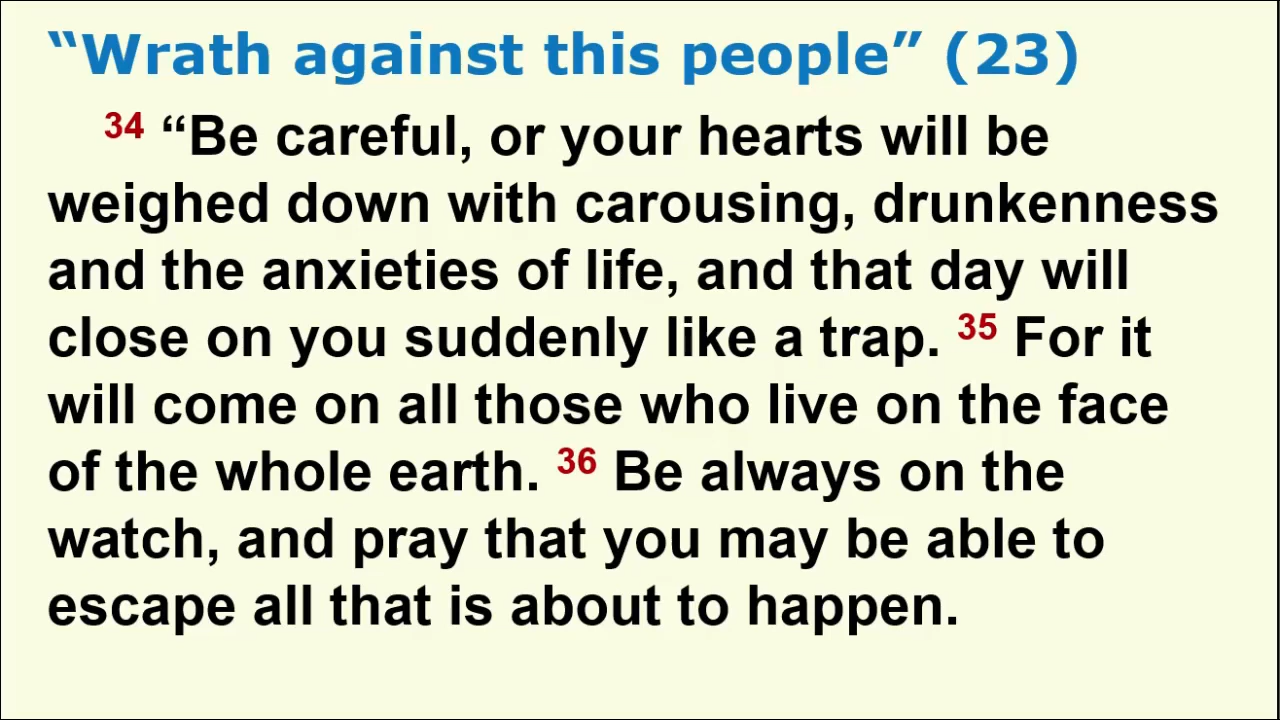 “Wrath against this people” (23)
34 “Be careful, or your hearts will be
weighed down with carousing, drunkenness
and the anxieties of life, and that day will
close on you suddenly like a trap. 35 For it
will come on all those who live on the face
of the whole earth. 36 Be always on the
watch, and pray that you may be able to
escape all that is about to happen.